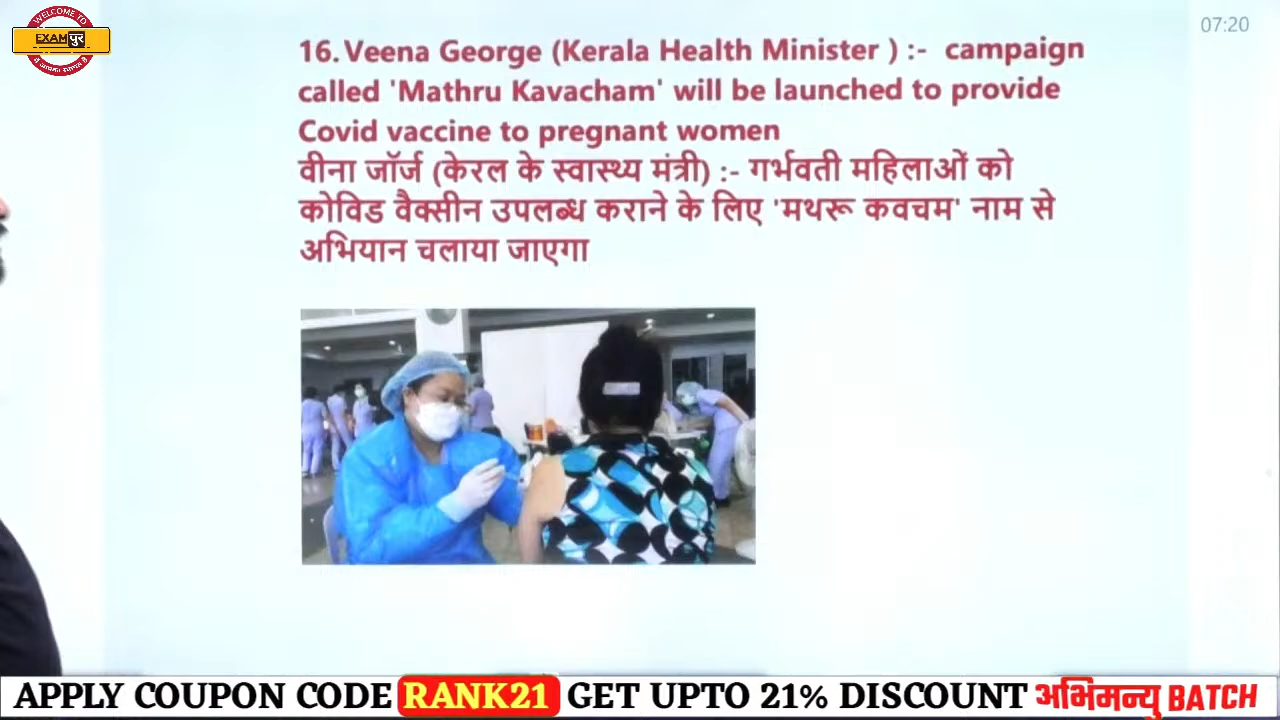 WELCOME TO
EXAMपुर
07:20
16. Veena George (Kerala Health Minister ) :-  campaign
called 'Mathru Kavacham' will be launched to provide
Covid vaccine to pregnant women
वीना जॉर्ज (केरल के स्वास्थ्य मंत्री) :- गर्भवती महिलाओं को
कोविड वैक्सीन उपलब्ध कराने के लिए 'मथरू कवचम' नाम से
अभियान चलाया जाएगा
APPLY COUPON CODE RANK21 GET UPTO 21% DISCOUNT अभिमन्यु BATCH